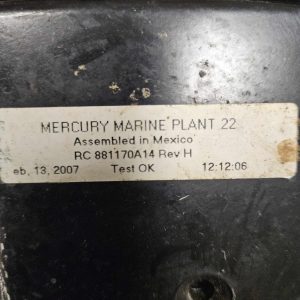 MERCURY MARINE PLANT 22
Assembled in Mexico
RC 881170A14 Rev H
eb, 13, 2007 Test OK 12:12:06